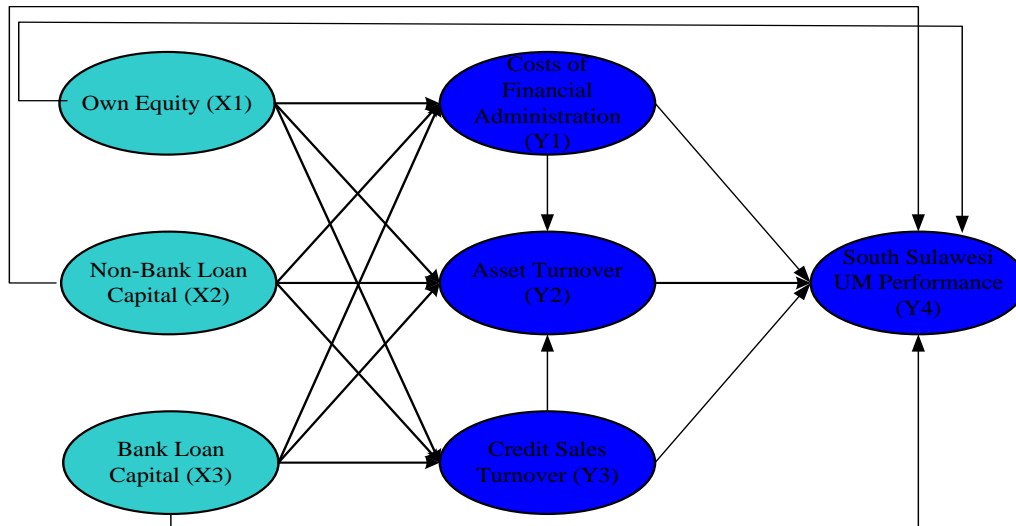 Own Equity (X1)
Costs of
Financial
Administration
(Y1)
Non-Bank Loan
Capital (X2)
Asset Turnover
(Y2)
South Sulawesi
UM Performance
(Y4)
Bank Loan
Capital (X3)
Credit Sales
Turnover (Y3)